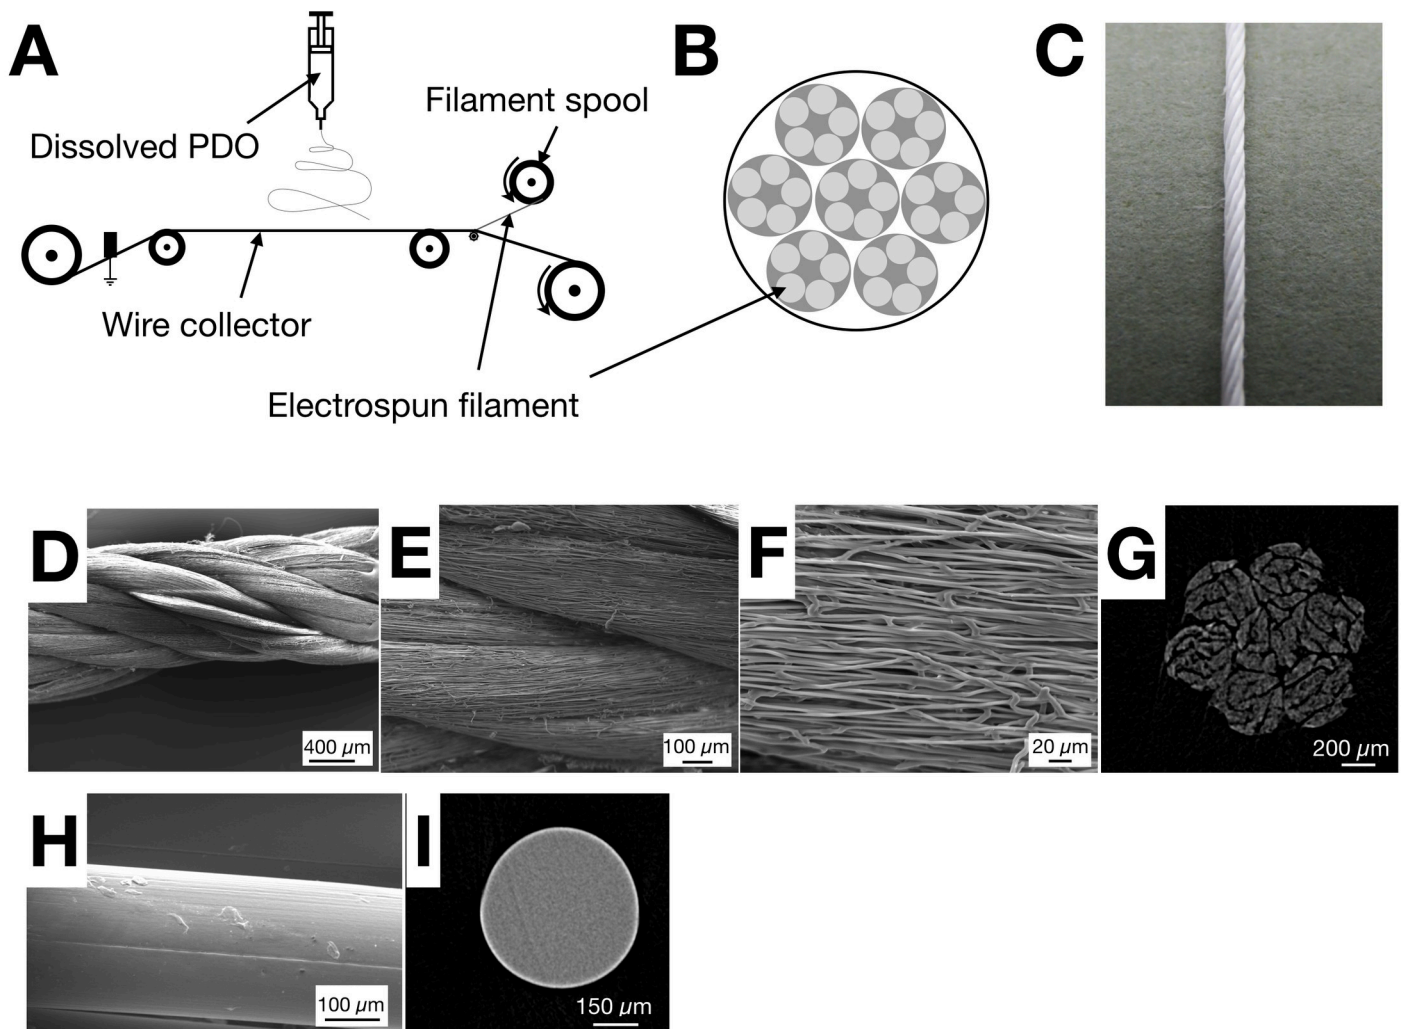 A
B
C
Filament spool
Dissolved PDO
Wire collector
Electrospun filament
D
E
F
G
400 µm
100 µm
20 µm
200 µm
H
I
100 µm
150 µm